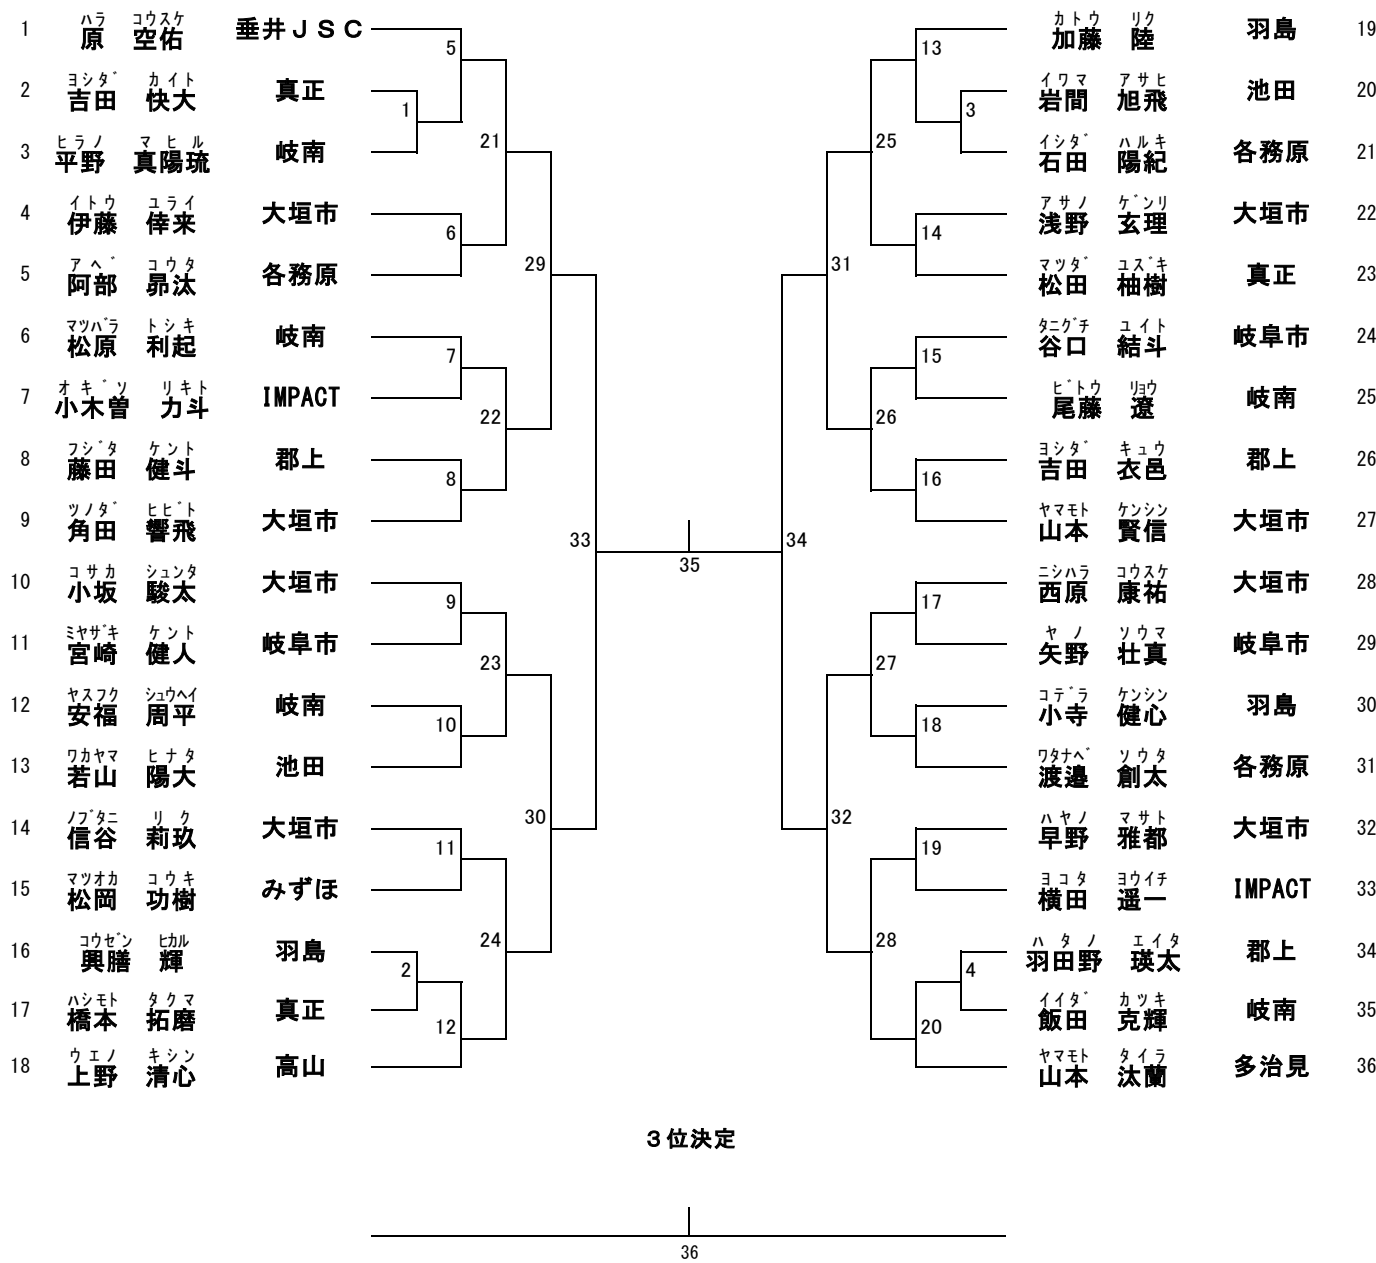 ハラ コウスケ
1 原 空佑 垂井ＪＳＣ
ヨシダ カイト
2 吉田 快大 真正
ヒラノ マヒル
3 平野 真陽琉 岐南
イトウ ユライ
4 伊藤 倖来 大垣市
アベ コウタ
5 阿部 昴汰 各務原
マツバラ トシキ
6 松原 利起 岐南
オギソ リキト
7 小木曽 力斗 IMPACT
フジタ ケント
8 藤田 健斗 郡上
ツノダ ヒビト
9 角田 響飛 大垣市
コサカ シュンタ
10 小坂 駿太 大垣市
ミヤザキ ケント
11 宮崎 健人 岐阜市
ヤスフク シュウヘイ
12 安福 周平 岐南
ワカヤマ ヒナタ
13 若山 陽大 池田
ノブタニ リク
14 信谷 莉玖 大垣市
マツオカ コウキ
15 松岡 功樹 みずほ
コウゼン ヒカル
16 興膳 輝 羽島
ハシモト タクマ
17 橋本 拓磨 真正
ウエノ キシン
18 上野 清心 高山
5
1
21
6
29
7
22
8
33
9
23
10
30
11
24
2
12
35
13
3
25
14
31
15
26
16
34
17
27
18
32
19
28
4
20
カトウ リク
加藤 陸 羽島 19
イワマ アサヒ
岩間 旭飛 池田 20
イシダ ハルキ
石田 陽紀 各務原 21
アサノ ゲンリ
浅野 玄理 大垣市 22
マツダ ユズキ
松田 柚樹 真正 23
タニグチ ユイト
谷口 結斗 岐阜市 24
ビトウ リョウ
尾藤 遼 岐南 25
ヨシダ キュウ
吉田 衣邑 郡上 26
ヤマモト ケンシン
山本 賢信 大垣市 27
ニシハラ コウスケ
西原 康祐 大垣市 28
ヤノ ソウマ
矢野 壮真 岐阜市 29
コデラ ケンシン
小寺 健心 羽島 30
ワタナベ ソウタ
渡邉 創太 各務原 31
ハヤノ マサト
早野 雅都 大垣市 32
ヨコタ ヨウイチ
横田 遥一 IMPACT 33
ハタノ エイタ
羽田野 瑛太 郡上 34
イイダ カツキ
飯田 克輝 岐南 35
ヤマモト タイラ
山本 汰蘭 多治見 36
３位決定
36